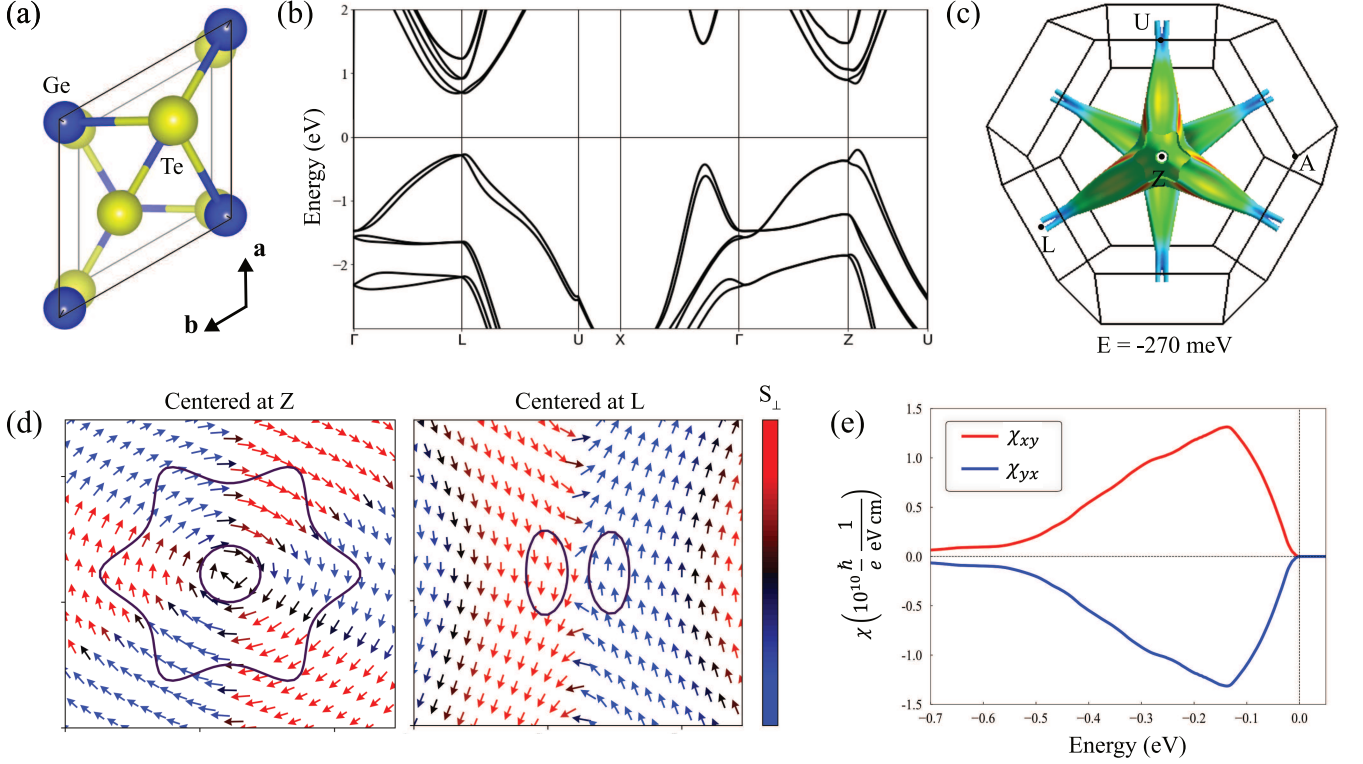 (a)
Ge
Te
a
b
(b)
Energy (eV)
2
1
0
−1
−2
Γ
L
U
X
Γ
Z
U
(c)
U
Z
A
L
E = -270 meV
(d)
Centered at Z
Centered at L
S⊥
(e)
χxy
χyx
χ (10¹⁰ ℏ/e 1/(eV cm))
1.5
1.0
0.5
0.0
-0.5
-1.0
-1.5
−0.7
−0.6
−0.5
−0.4
−0.3
−0.2
−0.1
0.0
Energy (eV)